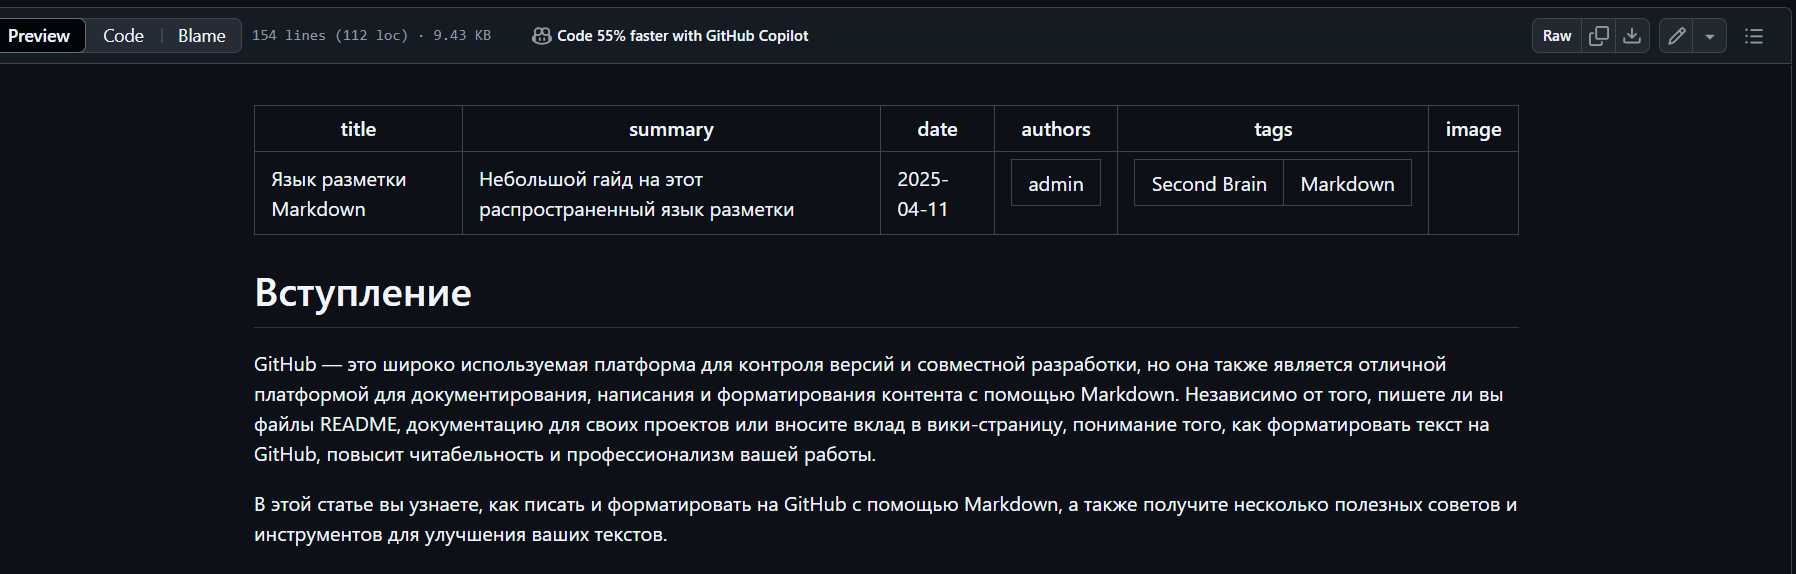 Preview Code Blame 154 lines (112 loc) · 9.43 KB Code 55% faster with GitHub Copilot Raw
title summary date authors tags image
Язык разметки Небольшой гайд на этот 2025- admin Second Brain Markdown
Markdown распространенный язык разметки 04-11
Вступление
GitHub — это широко используемая платформа для контроля версий и совместной разработки, но она также является отличной
платформой для документирования, написания и форматирования контента с помощью Markdown. Независимо от того, пишете ли вы
файлы README, документацию для своих проектов или вносите вклад в вики-страницу, понимание того, как форматировать текст на
GitHub, повысит читабельность и профессионализм вашей работы.
В этой статье вы узнаете, как писать и форматировать на GitHub с помощью Markdown, а также получите несколько полезных советов и
инструментов для улучшения ваших текстов.